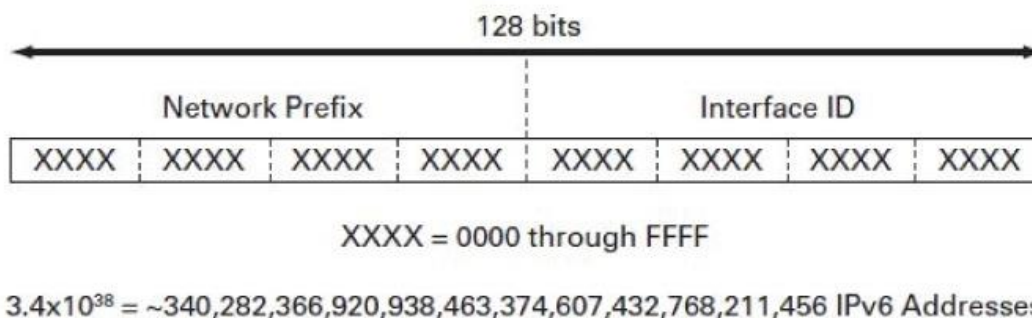 128 bits
Network Prefix Interface ID
XXXX XXXX XXXX XXXX XXXX XXXX XXXX XXXX
XXXX = 0000 through FFFF
3.4x10³⁸ = ~340,282,366,920,938,463,374,607,432,768,211,456 IPv6 Addresses